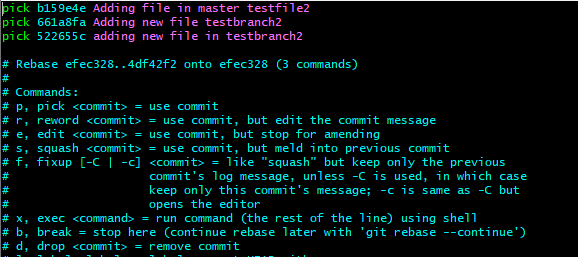 pick b159e4e Adding file in master testfile2
pick 661a8fa Adding new file testbranch2
pick 522655c adding new file in testbranch2
# Rebase efec328..4df42f2 onto efec328 (3 commands)
#
# Commands:
# p, pick <commit> = use commit
# r, reword <commit> = use commit, but edit the commit message
# e, edit <commit> = use commit, but stop for amending
# s, squash <commit> = use commit, but meld into previous commit
# f, fixup [-C | -c] <commit> = like "squash" but keep only the previous
#                    commit's log message, unless -C is used, in which case
#                    keep only this commit's message; -c is same as -C but
#                    opens the editor
# x, exec <command> = run command (the rest of the line) using shell
# b, break = stop here (continue rebase later with 'git rebase --continue')
# d, drop <commit> = remove commit